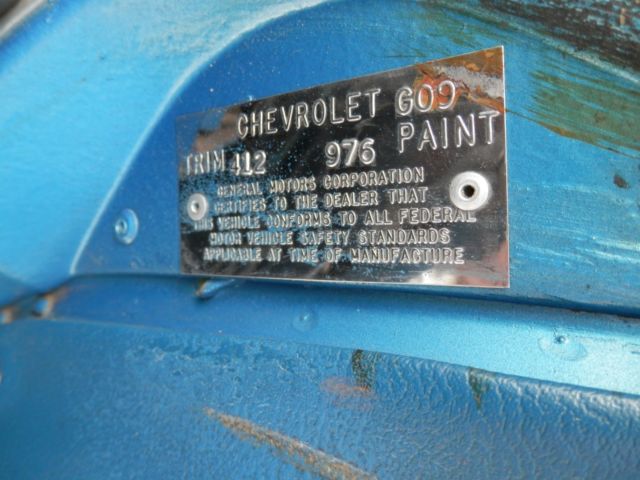 CHEVROLET G09
TRIM 412 976 PAINT
GENERAL MOTORS CORPORATION
CERTIFIES TO THE DEALER THAT
THIS VEHICLE CONFORMS TO ALL FEDERAL
MOTOR VEHICLE SAFETY STANDARDS
APPLICABLE AT TIME OF MANUFACTURE